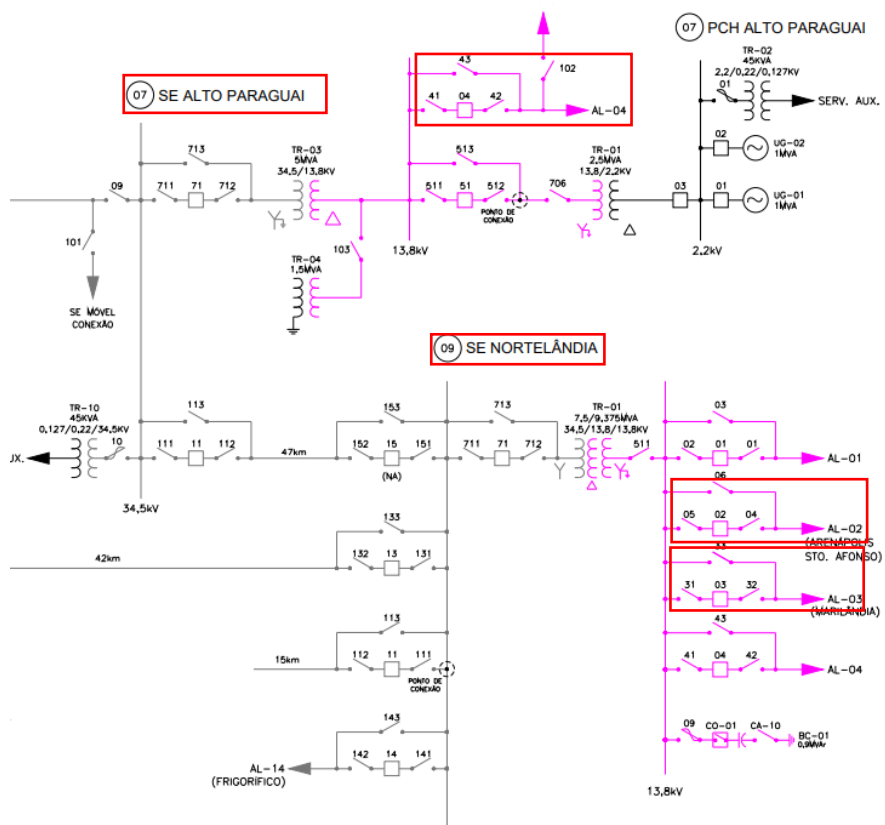 07 PCH ALTO PARAGUAI
TR-02
45KVA
2,2/0,22/0,127KV
01
SERV. AUX.
43
102
41
04
42
AL-04
07 SE ALTO PARAGUAI
713
TR-03
5MVA
34,5/13,8KV
09
711
71
712
513
511
51
512
PONTO DE
CONEXÃO
706
TR-01
2,5MVA
13,8/2,2KV
02
UG-02
1MVA
03
01
UG-01
1MVA
101
103
13,8kV
2,2kV
TR-04
1,5MVA
SE MÓVEL
CONEXÃO
09 SE NORTELÂNDIA
TR-10
45KVA
0,127/0,22/34,5KV
10
UX.
113
111
11
112
47km
34,5kV
153
152
15
151
(NA)
713
711
71
712
TR-01
7,5/9,375MVA
34,5/13,8/13,8KV
511
03
02
01
01
AL-01
06
05
02
04
AL-02
(ARENÁPOLIS
STO. AFONSO)
133
132
13
131
42km
33
31
03
32
AL-03
(MARILÂNDIA)
113
112
11
111
15km
PONTO DE
CONEXÃO
43
41
04
42
AL-04
143
142
14
141
AL-14
(FRIGORÍFICO)
09
CO-01
CA-10
BC-01
0,9MVAr
13,8kV